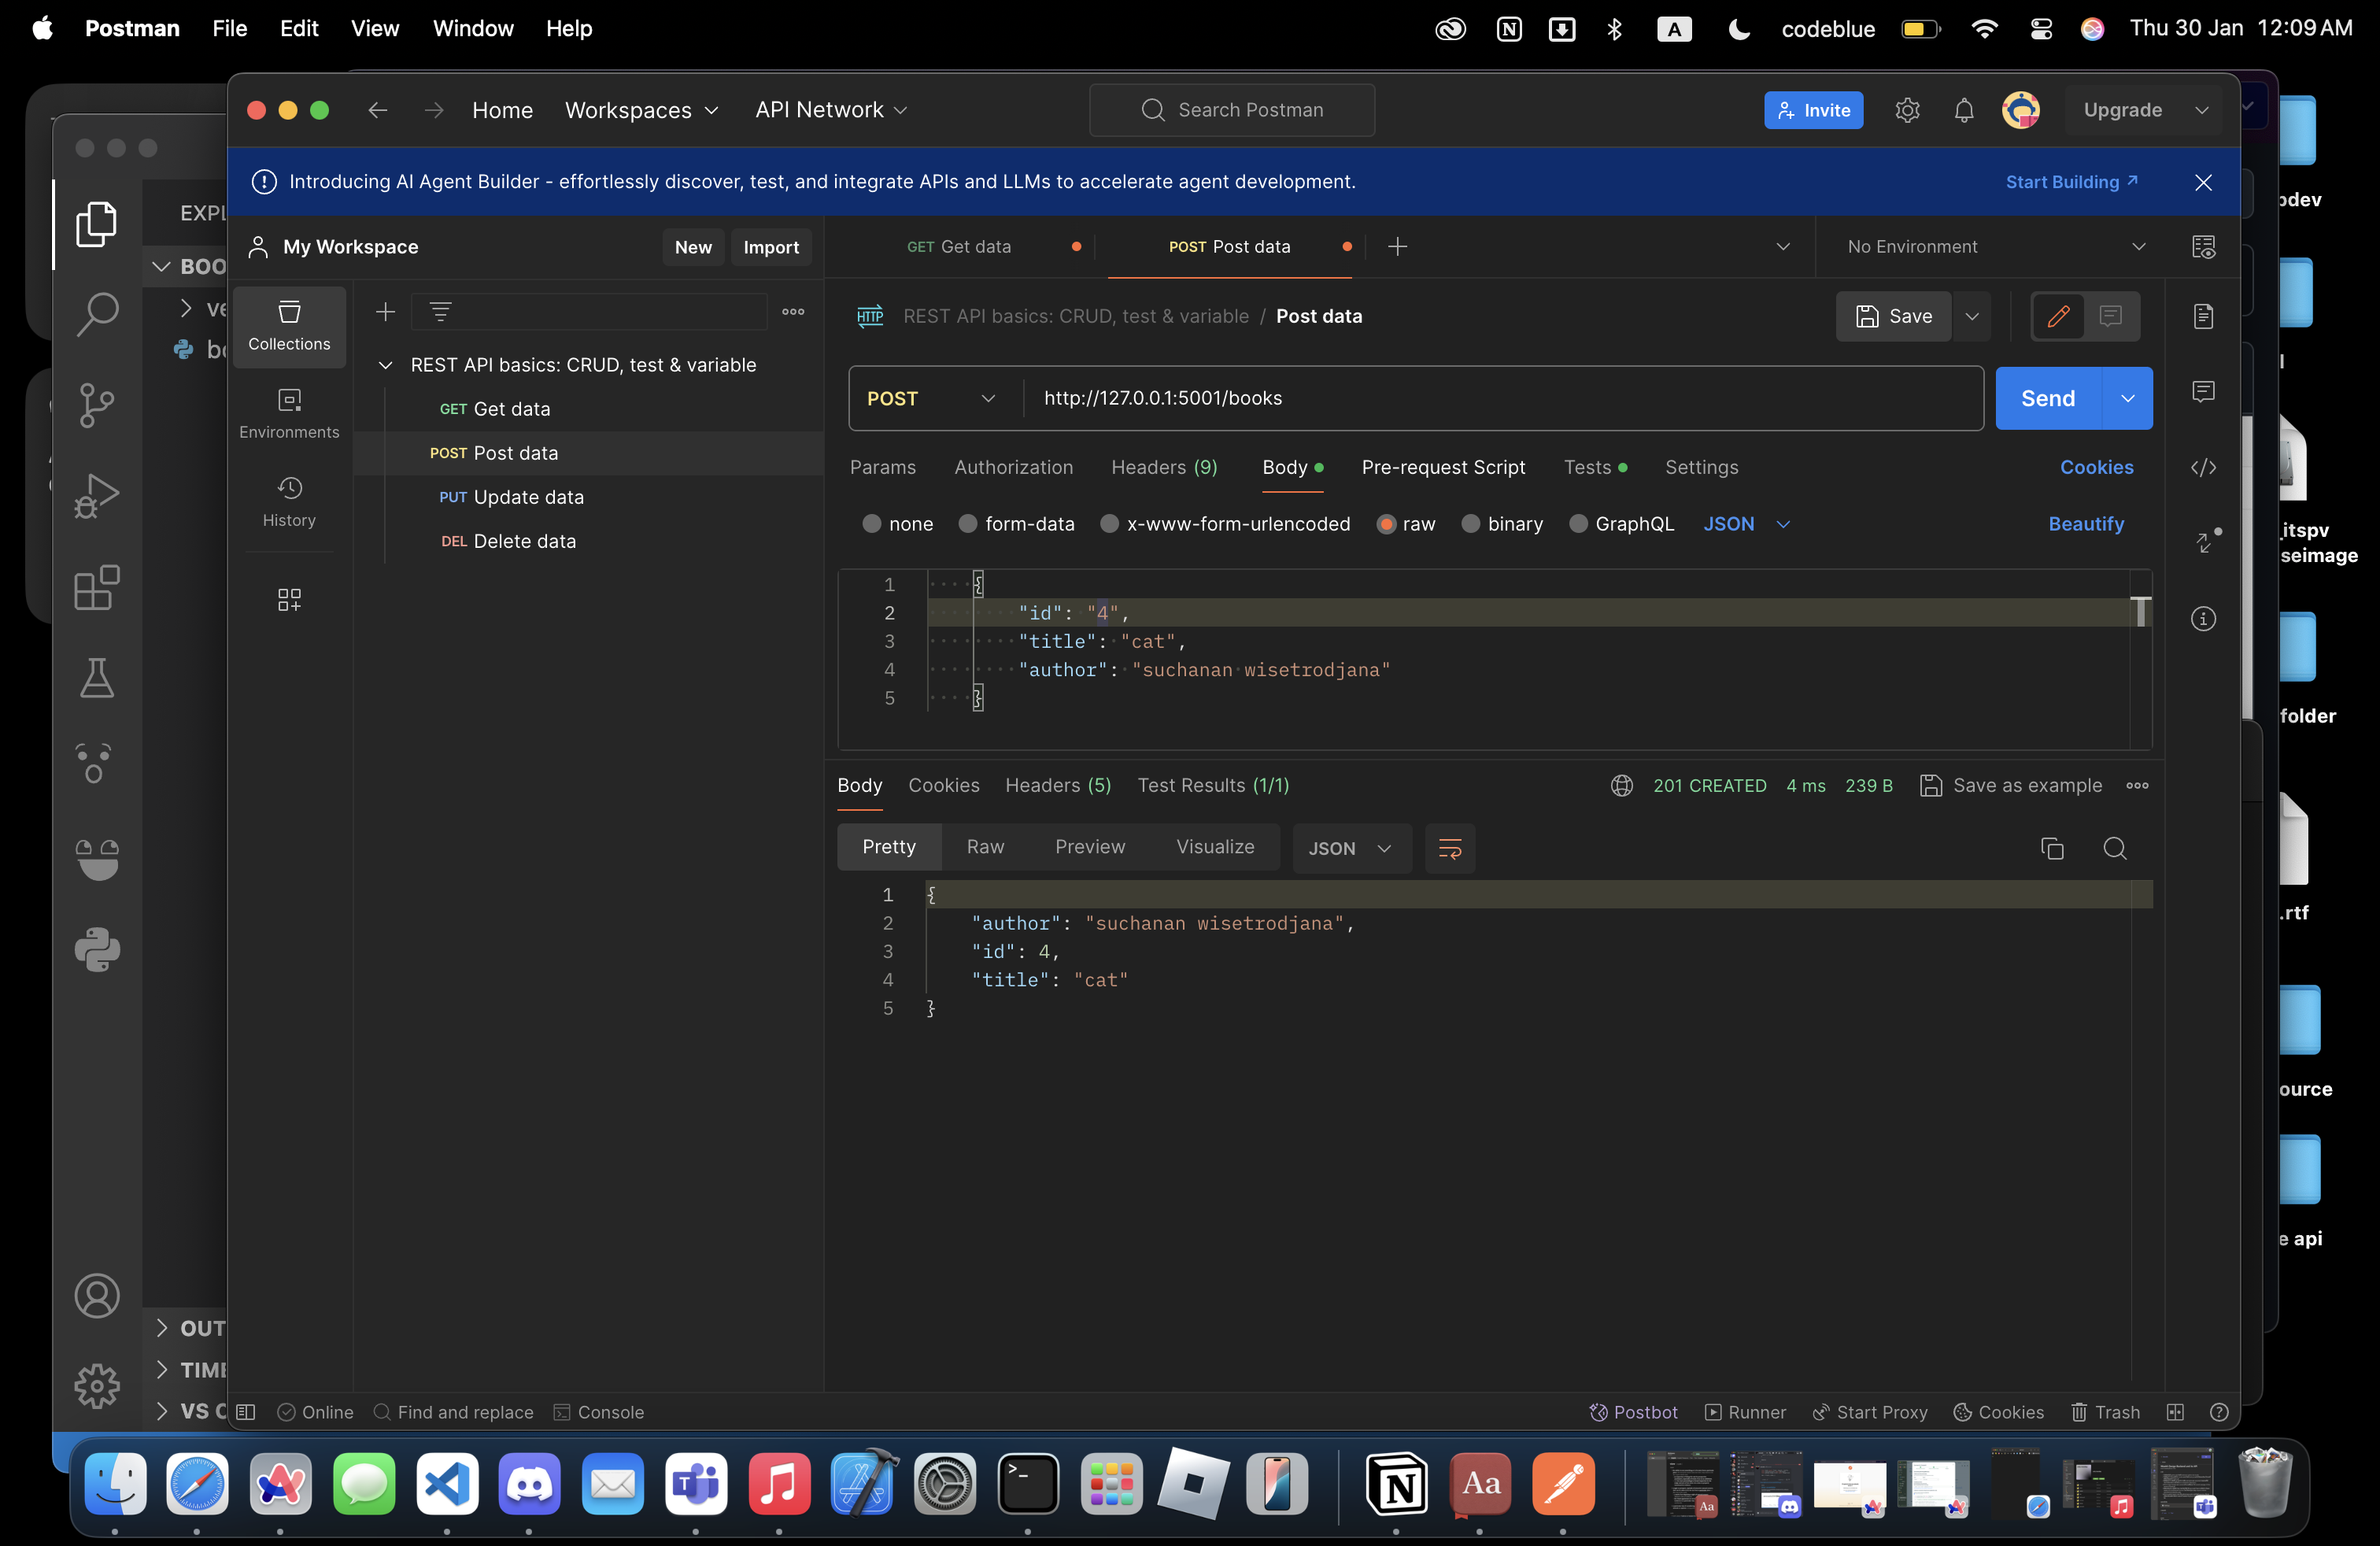 Postman File Edit View Window Help
A codeblue Thu 30 Jan 12:09 AM
Home Workspaces API Network Search Postman Invite Upgrade
Introducing AI Agent Builder - effortlessly discover, test, and integrate APIs and LLMs to accelerate agent development. Start Building
My Workspace New Import
GET Get data POST Post data No Environment
Collections
Environments
History
REST API basics: CRUD, test & variable
GET Get data
POST Post data
PUT Update data
DEL Delete data
HTTP REST API basics: CRUD, test & variable / Post data Save
POST http://127.0.0.1:5001/books Send
Params Authorization Headers (9) Body Pre-request Script Tests Settings Cookies
none form-data x-www-form-urlencoded raw binary GraphQL JSON Beautify
1 {
2 "id": "4",
3 "title": "cat",
4 "author": "suchanan wisetrodjana"
5 }
Body Cookies Headers (5) Test Results (1/1) 201 CREATED 4 ms 239 B Save as example
Pretty Raw Preview Visualize JSON
1 {
2 "author": "suchanan wisetrodjana",
3 "id": 4,
4 "title": "cat"
5 }
Online Find and replace Console Postbot Runner Start Proxy Cookies Trash
EXPL
BOO
OUT
TIME
VS C
itspv
seimage
folder
.rtf
ource
e api
N Aa